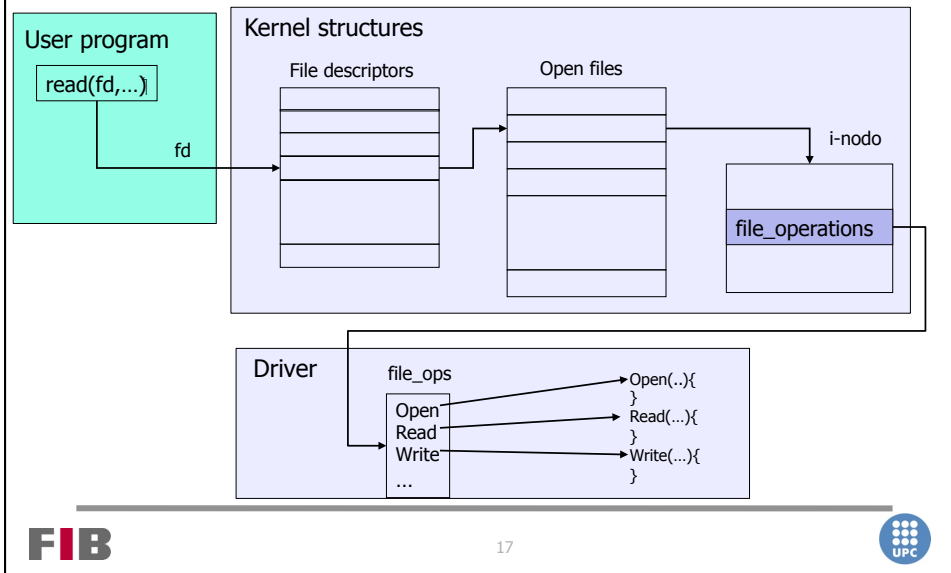 User program
read(fd,...)
fd
Kernel structures
File descriptors
Open files
i-nodo
file_operations
Driver
file_ops
Open
Read
Write
...
Open(..){
}
Read(...){
}
Write(...){
}
FIB
17
UPC